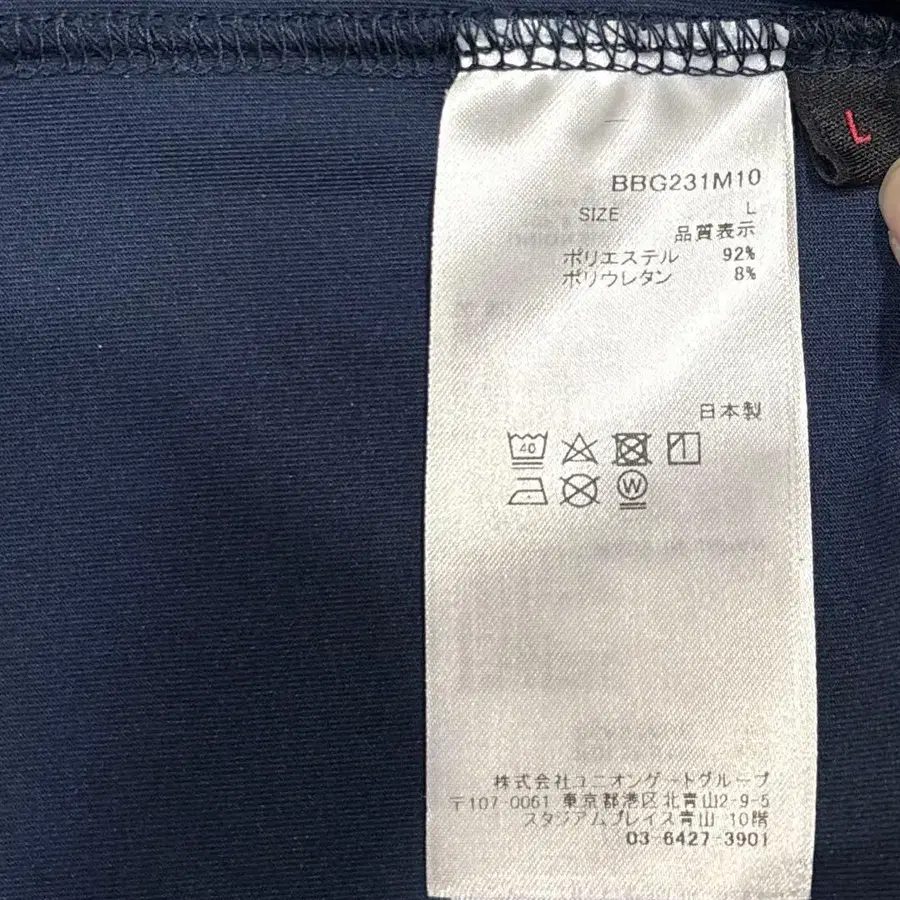 L
BBG231M10
SIZE L
品質表示
ポリエステル 92%
ポリウレタン 8%
日本製
40
W
株式会社ユニオンゲートグループ
〒107-0061 東京都港区北青山2-9-5
スタジアムプレイス青山 10階
03-6427-3901